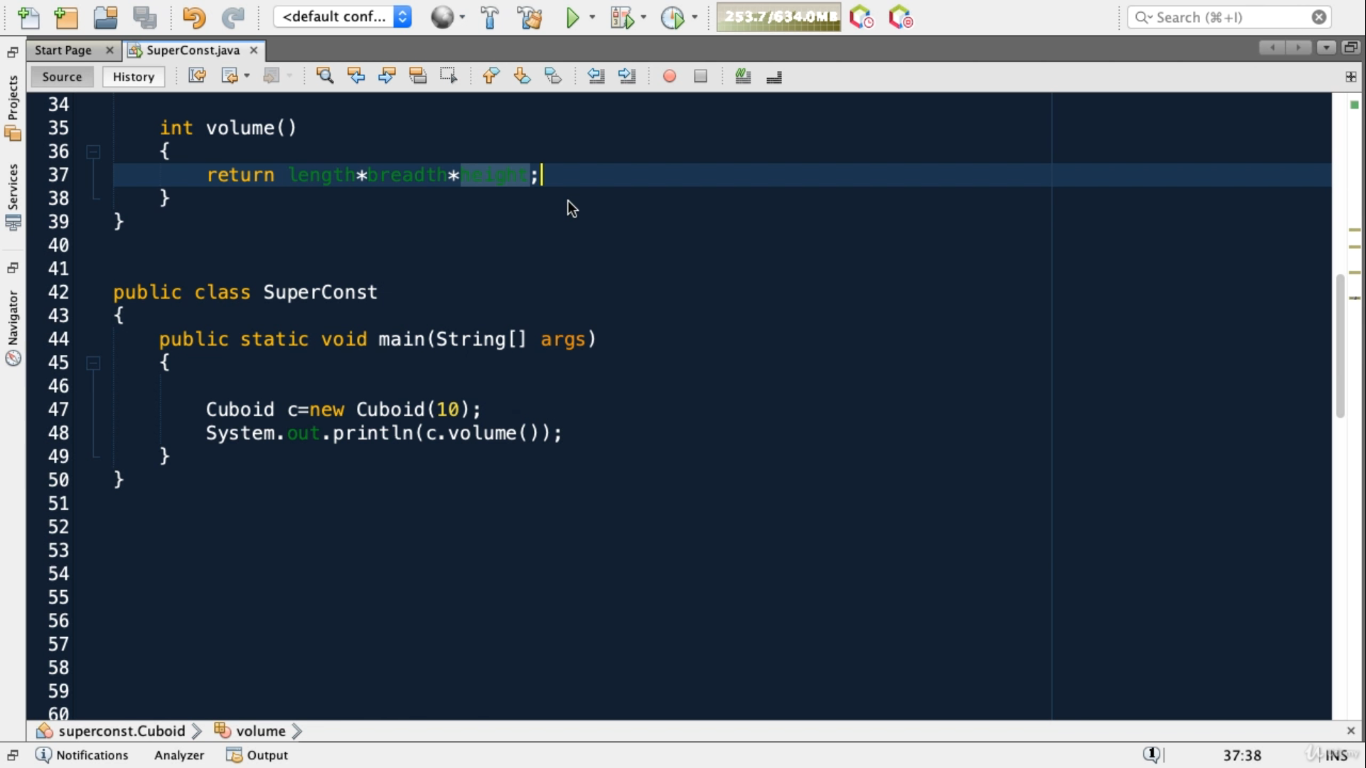 <default conf...
253.7/634.0MB
Search (⌘+I)
Start Page
SuperConst.java
Source
History
Projects
Services
Navigator
34
35 int volume()
36 {
37 return length*breadth*height;
38 }
39 }
40
41
42 public class SuperConst
43 {
44 public static void main(String[] args)
45 {
46
47 Cuboid c=new Cuboid(10);
48 System.out.println(c.volume());
49 }
50 }
51
52
53
54
55
56
57
58
59
60
superconst.Cuboid
volume
Notifications
Analyzer
Output
1
37:38
INS